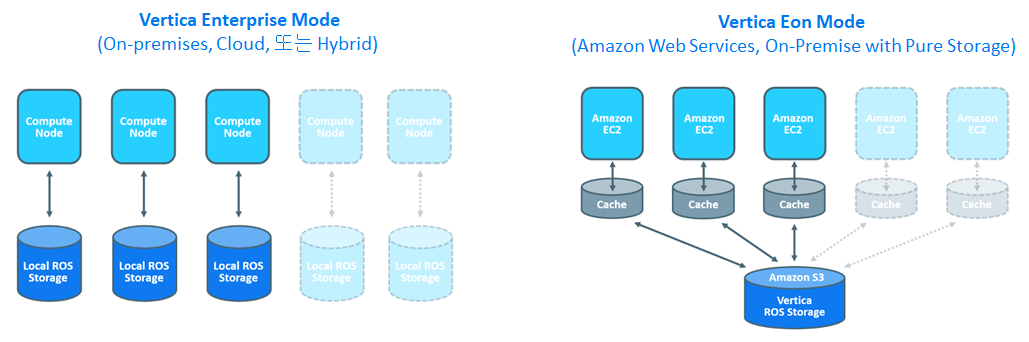 Vertica Enterprise Mode
(On-premises, Cloud, 또는 Hybrid)
Compute
Node
Compute
Node
Compute
Node
Compute
Node
Compute
Node
Local ROS
Storage
Local ROS
Storage
Local ROS
Storage
Local ROS
Storage
Local ROS
Storage
Vertica Eon Mode
(Amazon Web Services, On-Premise with Pure Storage)
Amazon
EC2
Amazon
EC2
Amazon
EC2
Amazon
EC2
Amazon
EC2
Cache
Cache
Cache
Cache
Cache
Amazon S3
Vertica
ROS Storage